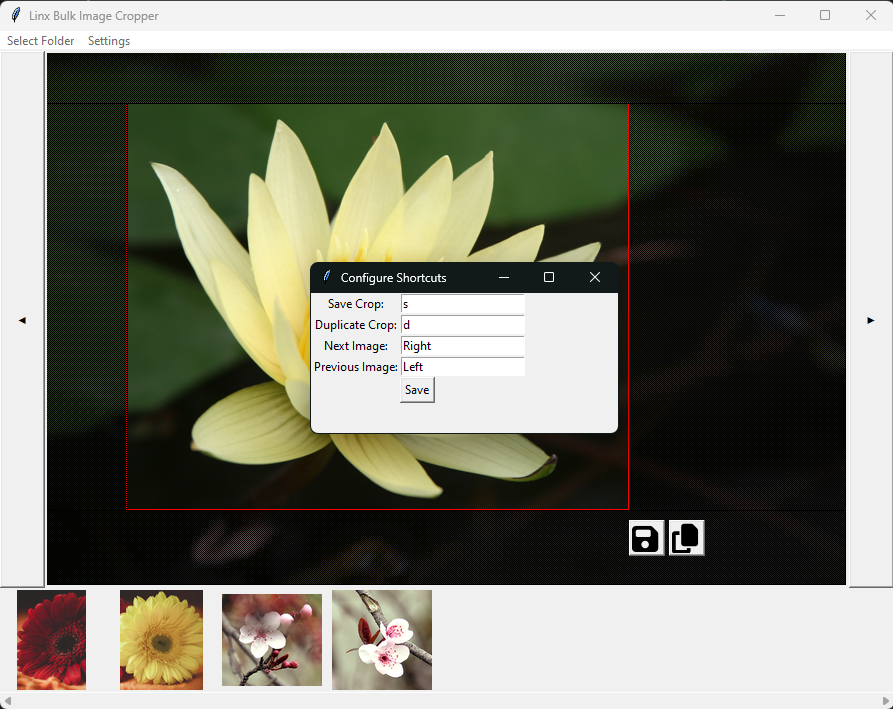 Linx Bulk Image Cropper
Select Folder Settings
Configure Shortcuts
Save Crop: s
Duplicate Crop: d
Next Image: Right
Previous Image: Left
Save